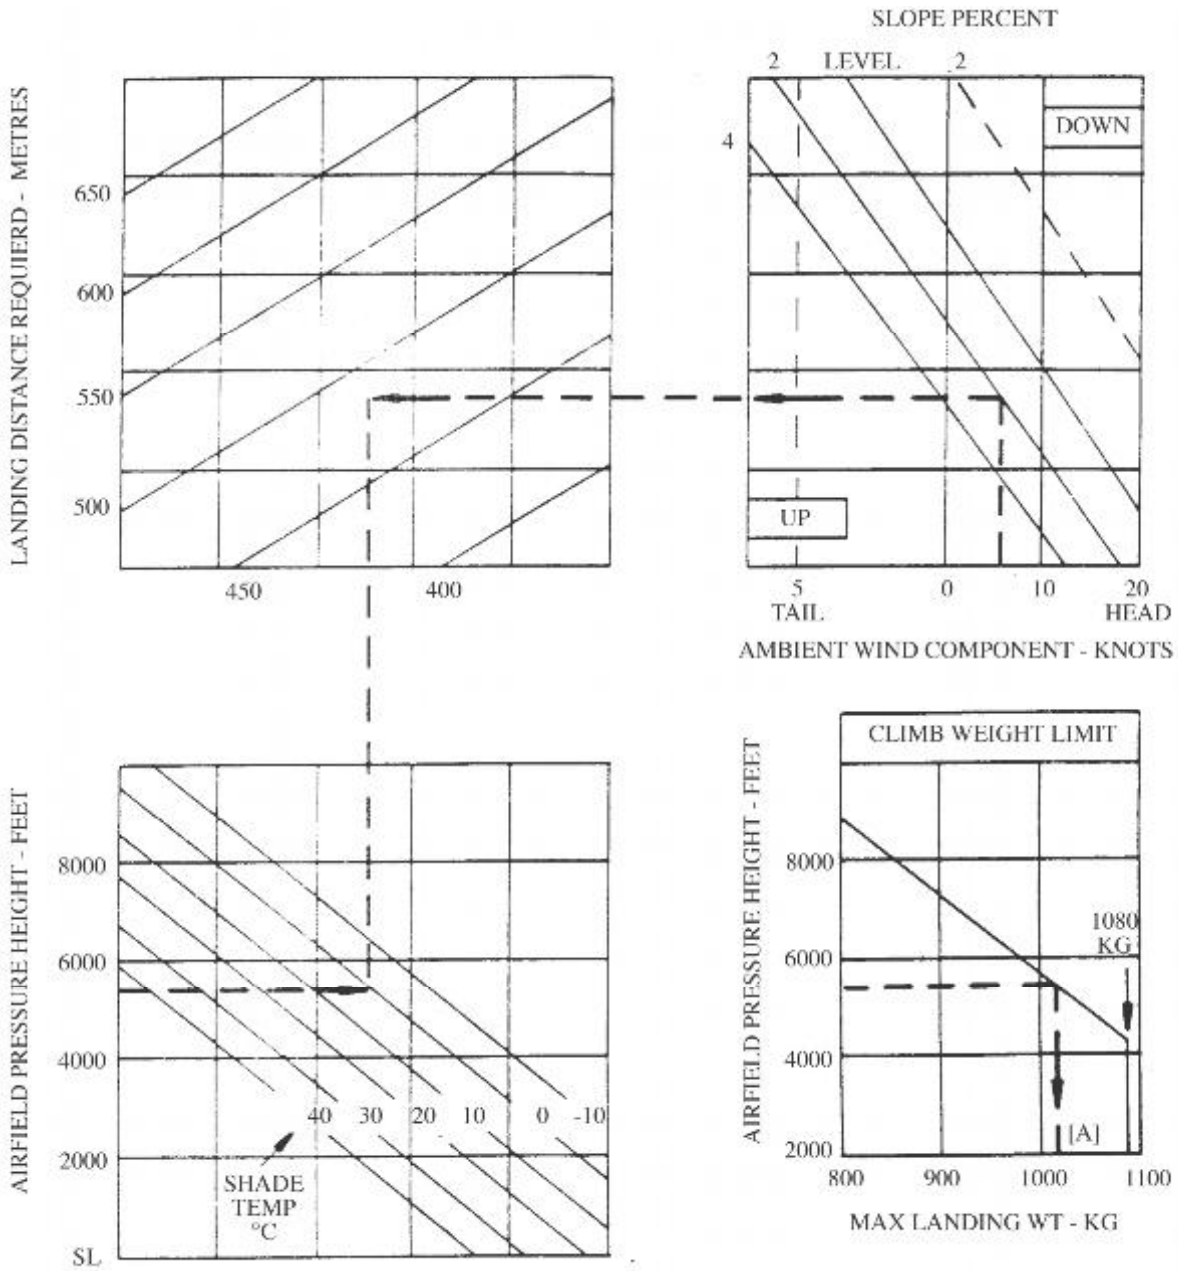 SLOPE PERCENT
2 LEVEL 2
4
DOWN
UP
LANDING DISTANCE REQUIERD - METRES
650
600
550
500
450 400
5 0 10 20
TAIL HEAD
AMBIENT WIND COMPONENT - KNOTS
AIRFIELD PRESSURE HEIGHT - FEET
8000
6000
4000
2000
SL
40 30 20 10 0 -10
SHADE
TEMP
°C
CLIMB WEIGHT LIMIT
AIRFIELD PRESSURE HEIGHT - FEET
8000
6000
4000
2000
1080
KG
[A]
800 900 1000 1100
MAX LANDING WT - KG